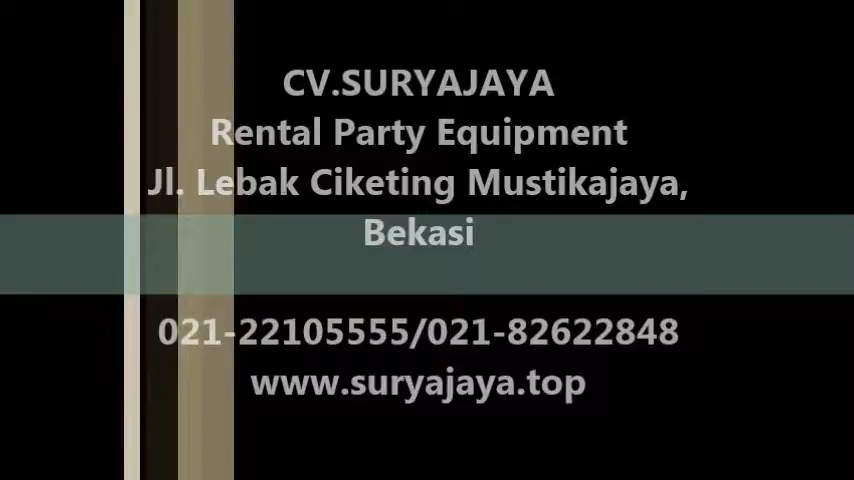 CV.SURYAJAYA
Rental Party Equipment
Jl. Lebak Ciketing Mustikajaya,
Bekasi
021-22105555/021-82622848
www.suryajaya.top